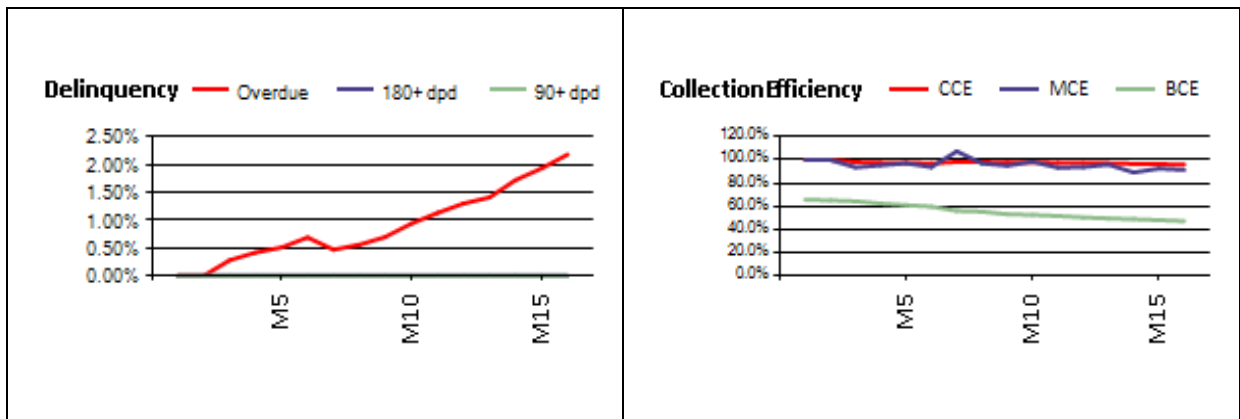 Delinquency Overdue 180+ dpd 90+ dpd
2.50%
2.00%
1.50%
1.00%
0.50%
0.00%
M5
M10
M15
Collection Efficiency CCE MCE BCE
120.0%
100.0%
80.0%
60.0%
40.0%
20.0%
0.0%
M5
M10
M15